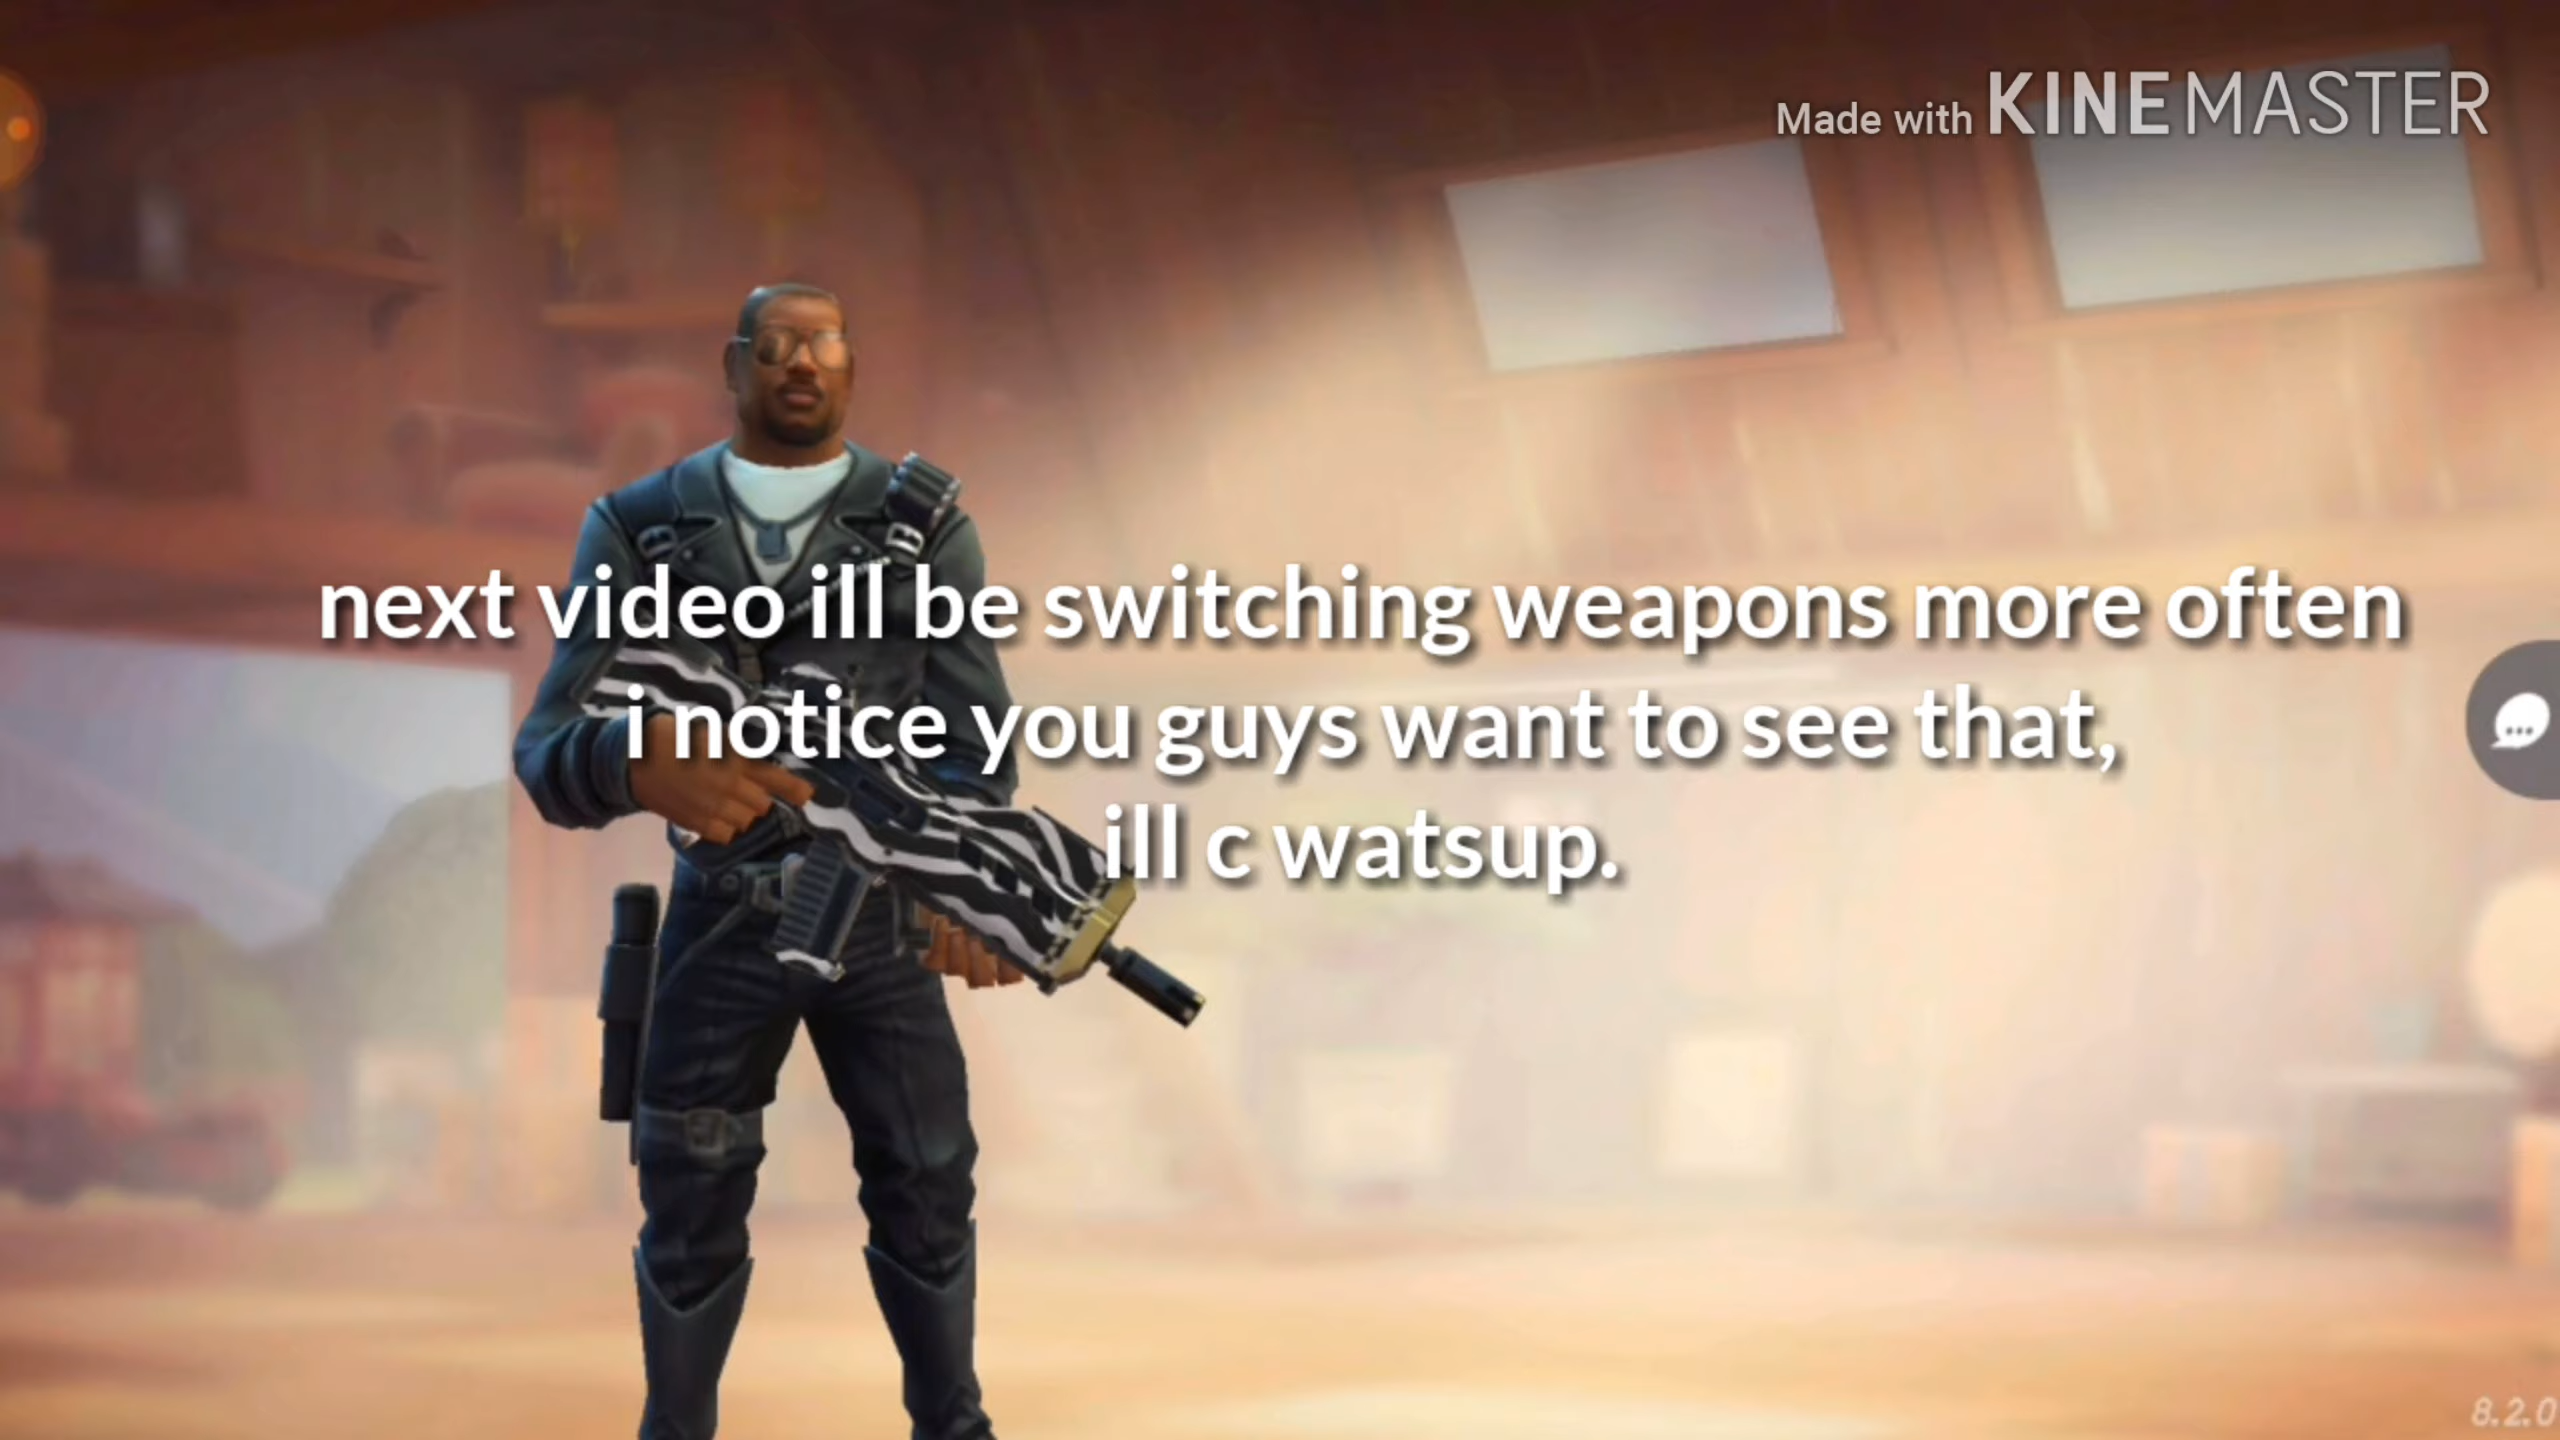 Made with KINEMASTER
next video ill be switching weapons more often
i notice you guys want to see that,
ill c watsup.
8.2.0